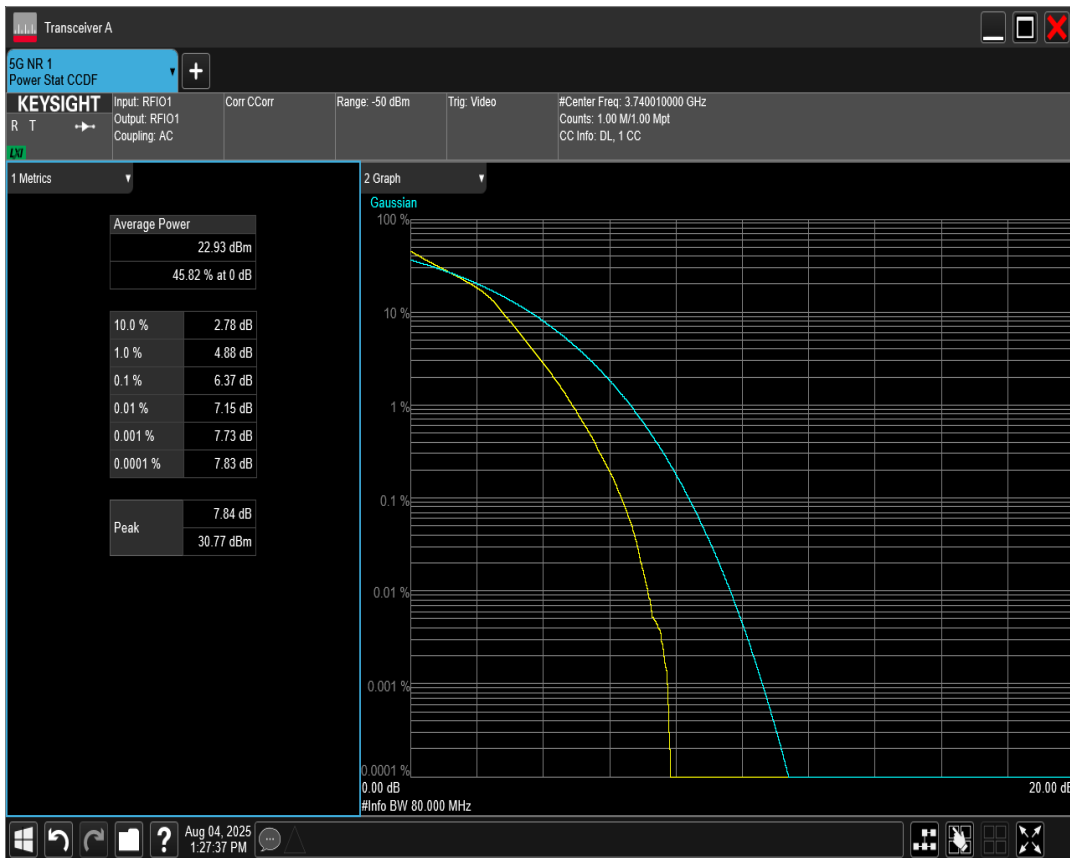 Transceiver A
5G NR 1
Power Stat CCDF
KEYSIGHT
R T
LXI
Input: RFIO1
Output: RFIO1
Coupling: AC
Corr CCorr
Range: -50 dBm
Trig: Video
#Center Freq: 3.740010000 GHz
Counts: 1.00 M/1.00 Mpt
CC Info: DL, 1 CC
1 Metrics
Average Power
22.93 dBm
45.82 % at 0 dB
10.0 % 2.78 dB
1.0 % 4.88 dB
0.1 % 6.37 dB
0.01 % 7.15 dB
0.001 % 7.73 dB
0.0001 % 7.83 dB
Peak 7.84 dB
30.77 dBm
2 Graph
Gaussian
100 %
10 %
1 %
0.1 %
0.01 %
0.001 %
0.0001 %
0.00 dB 20.00 dB
#Info BW 80.000 MHz
?
Aug 04, 2025
1:27:37 PM